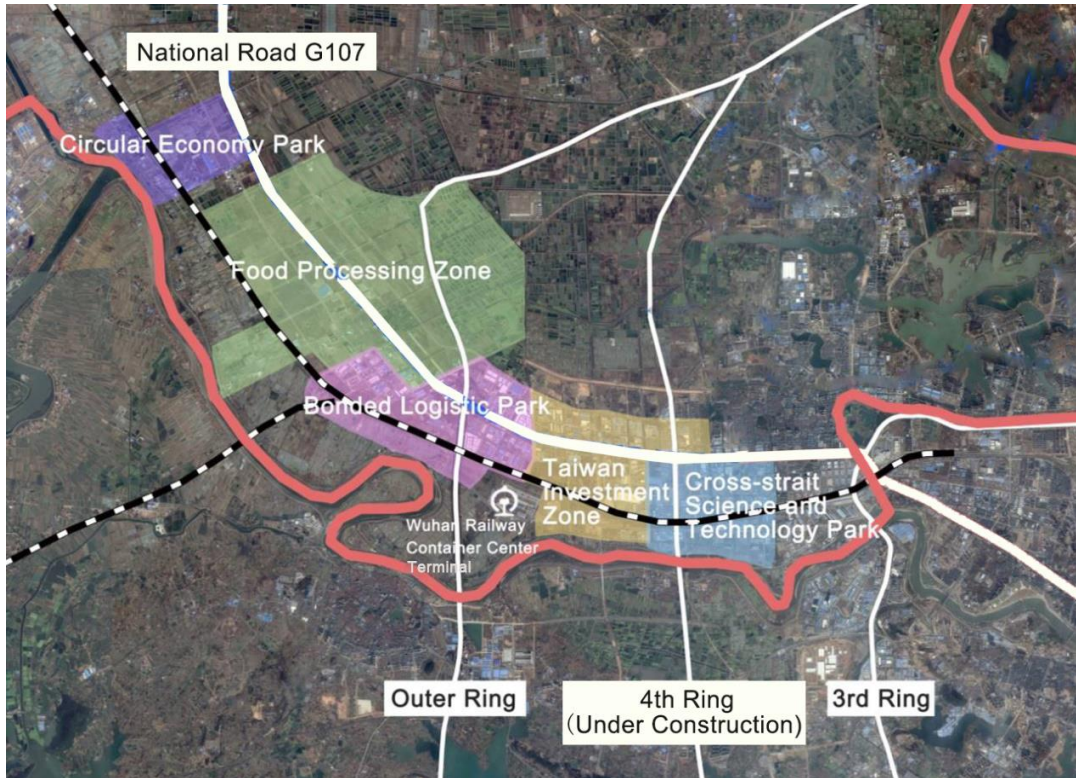 National Road G107
Circular Economy Park
Food Processing Zone
Bonded Logistic Park
Taiwan
Investment
Zone
Cross-strait
Science and
Technology Park
Wuhan Railway
Container Center
Terminal
Outer Ring
4th Ring
（Under Construction）
3rd Ring